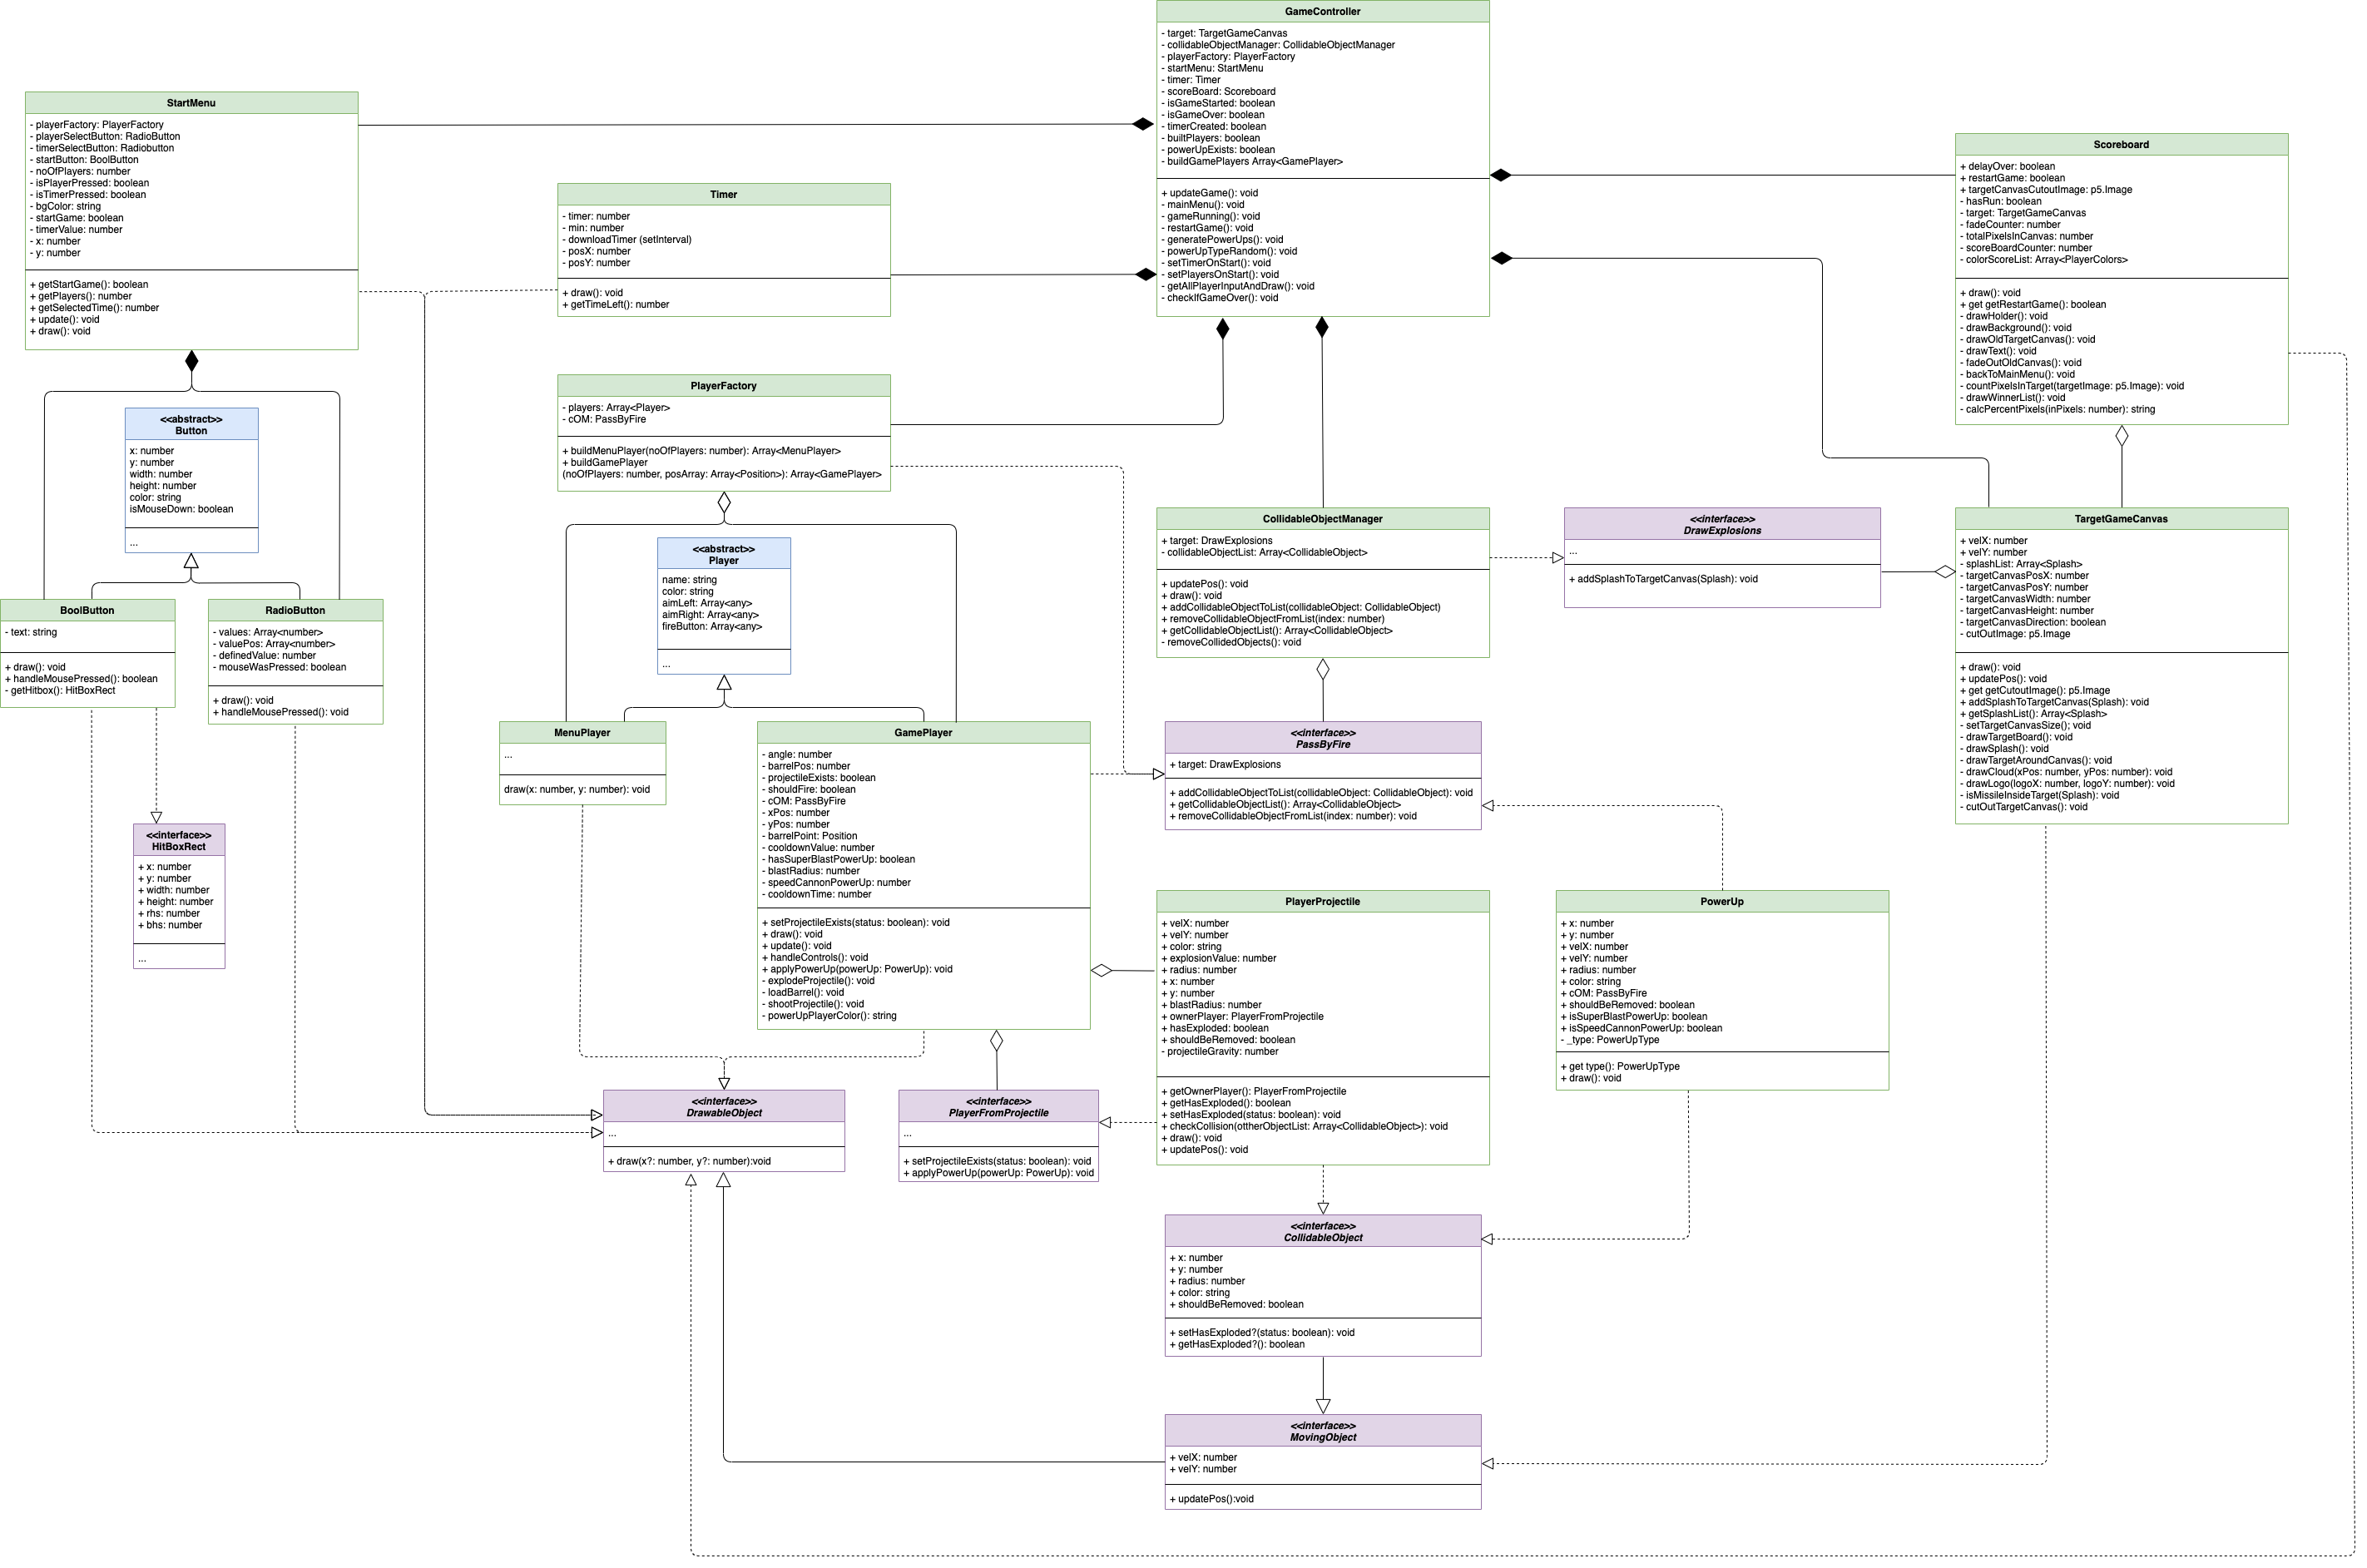 GameController
- target: TargetGameCanvas
- collidableObjectManager: CollidableObjectManager
- playerFactory: PlayerFactory
- startMenu: StartMenu
- timer: Timer
- scoreBoard: Scoreboard
- isGameStarted: boolean
- isGameOver: boolean
- timerCreated: boolean
- builtPlayers: boolean
- powerUpExists: boolean
- buildGamePlayers Array<GamePlayer>
+ updateGame(): void
- mainMenu(): void
- gameRunning(): void
- restartGame(): void
- generatePowerUps(): void
- powerUpTypeRandom(): void
- setTimerOnStart(): void
- setPlayersOnStart(): void
- getAllPlayerInputAndDraw(): void
- checkIfGameOver(): void
StartMenu
- playerFactory: PlayerFactory
- playerSelectButton: RadioButton
- timerSelectButton: Radiobutton
- startButton: BoolButton
- noOfPlayers: number
- isPlayerPressed: boolean
- isTimerPressed: boolean
- bgColor: string
- startGame: boolean
- timerValue: number
- x: number
- y: number
+ getStartGame(): boolean
+ getPlayers(): number
+ getSelectedTime(): number
+ update(): void
+ draw(): void
Timer
- timer: number
- min: number
- downloadTimer (setInterval)
- posX: number
- posY: number
+ draw(): void
+ getTimeLeft(): number
Scoreboard
+ delayOver: boolean
+ restartGame: boolean
+ targetCanvasCutoutImage: p5.Image
- hasRun: boolean
- target: TargetGameCanvas
- fadeCounter: number
- totalPixelsInCanvas: number
- scoreBoardCounter: number
- colorScoreList: Array<PlayerColors>
+ draw(): void
+ get getRestartGame(): boolean
- drawHolder(): void
- drawBackground(): void
- drawOldTargetCanvas(): void
- drawText(): void
- fadeOutOldCanvas(): void
- backToMainMenu(): void
- countPixelsInTarget(targetImage: p5.Image): void
- drawWinnerList(): void
- calcPercentPixels(inPixels: number): string
PlayerFactory
- players: Array<Player>
- cOM: PassByFire
+ buildMenuPlayer(noOfPlayers: number): Array<MenuPlayer>
+ buildGamePlayer
(noOfPlayers: number, posArray: Array<Position>): Array<GamePlayer>
<<abstract>>
Button
x: number
y: number
width: number
height: number
color: string
isMouseDown: boolean
...
<<abstract>>
Player
name: string
color: string
aimLeft: Array<any>
aimRight: Array<any>
fireButton: Array<any>
...
CollidableObjectManager
+ target: DrawExplosions
- collidableObjectList: Array<CollidableObject>
+ updatePos(): void
+ draw(): void
+ addCollidableObjectToList(collidableObject: CollidableObject)
+ removeCollidableObjectFromList(index: number)
+ getCollidableObjectList(): Array<CollidableObject>
- removeCollidedObjects(): void
<<interface>>
DrawExplosions
...
+ addSplashToTargetCanvas(Splash): void
TargetGameCanvas
+ velX: number
+ velY: number
- splashList: Array<Splash>
- targetCanvasPosX: number
- targetCanvasPosY: number
- targetCanvasWidth: number
- targetCanvasHeight: number
- targetCanvasDirection: boolean
- cutOutImage: p5.Image
+ draw(): void
+ updatePos(): void
+ get getCutoutImage(): p5.Image
+ addSplashToTargetCanvas(Splash): void
+ getSplashList(): Array<Splash>
- setTargetCanvasSize(); void
- drawTargetBoard(): void
- drawSplash(): void
- drawTargetAroundCanvas(): void
- drawCloud(xPos: number, yPos: number): void
- drawLogo(logoX: number, logoY: number): void
- isMissileInsideTarget(Splash): void
- cutOutTargetCanvas(): void
BoolButton
- text: string
+ draw(): void
+ handleMousePressed(): boolean
- getHitbox(): HitBoxRect
RadioButton
- values: Array<number>
- valuePos: Array<number>
- definedValue: number
- mouseWasPressed: boolean
+ draw(): void
+ handleMousePressed(): void
MenuPlayer
...
draw(x: number, y: number): void
GamePlayer
- angle: number
- barrelPos: number
- projectileExists: boolean
- shouldFire: boolean
- cOM: PassByFire
- xPos: number
- yPos: number
- barrelPoint: Position
- cooldownValue: number
- hasSuperBlastPowerUp: boolean
- blastRadius: number
- speedCannonPowerUp: number
- cooldownTime: number
+ setProjectileExists(status: boolean): void
+ draw(): void
+ update(): void
+ handleControls(): void
+ applyPowerUp(powerUp: PowerUp): void
- explodeProjectile(): void
- loadBarrel(): void
- shootProjectile(): void
- powerUpPlayerColor(): string
<<interface>>
PassByFire
+ target: DrawExplosions
+ addCollidableObjectToList(collidableObject: CollidableObject): void
+ getCollidableObjectList(): Array<CollidableObject>
+ removeCollidableObjectFromList(index: number): void
<<interface>>
HitBoxRect
+ x: number
+ y: number
+ width: number
+ height: number
+ rhs: number
+ bhs: number
...
PlayerProjectile
+ velX: number
+ velY: number
+ color: string
+ explosionValue: number
+ radius: number
+ x: number
+ y: number
+ blastRadius: number
+ ownerPlayer: PlayerFromProjectile
+ hasExploded: boolean
+ shouldBeRemoved: boolean
- projectileGravity: number
+ getOwnerPlayer(): PlayerFromProjectile
+ getHasExploded(): boolean
+ setHasExploded(status: boolean): void
+ checkCollision(ottherObjectList: Array<CollidableObject>): void
+ draw(): void
+ updatePos(): void
PowerUp
+ x: number
+ y: number
+ velX: number
+ velY: number
+ radius: number
+ color: string
+ cOM: PassByFire
+ shouldBeRemoved: boolean
+ isSuperBlastPowerUp: boolean
+ isSpeedCannonPowerUp: boolean
- _type: PowerUpType
+ get type(): PowerUpType
+ draw(): void
<<interface>>
DrawableObject
...
+ draw(x?: number, y?: number):void
<<interface>>
PlayerFromProjectile
...
+ setProjectileExists(status: boolean): void
+ applyPowerUp(powerUp: PowerUp): void
<<interface>>
CollidableObject
+ x: number
+ y: number
+ radius: number
+ color: string
+ shouldBeRemoved: boolean
+ setHasExploded?(status: boolean): void
+ getHasExploded?(): boolean
<<interface>>
MovingObject
+ velX: number
+ velY: number
+ updatePos():void